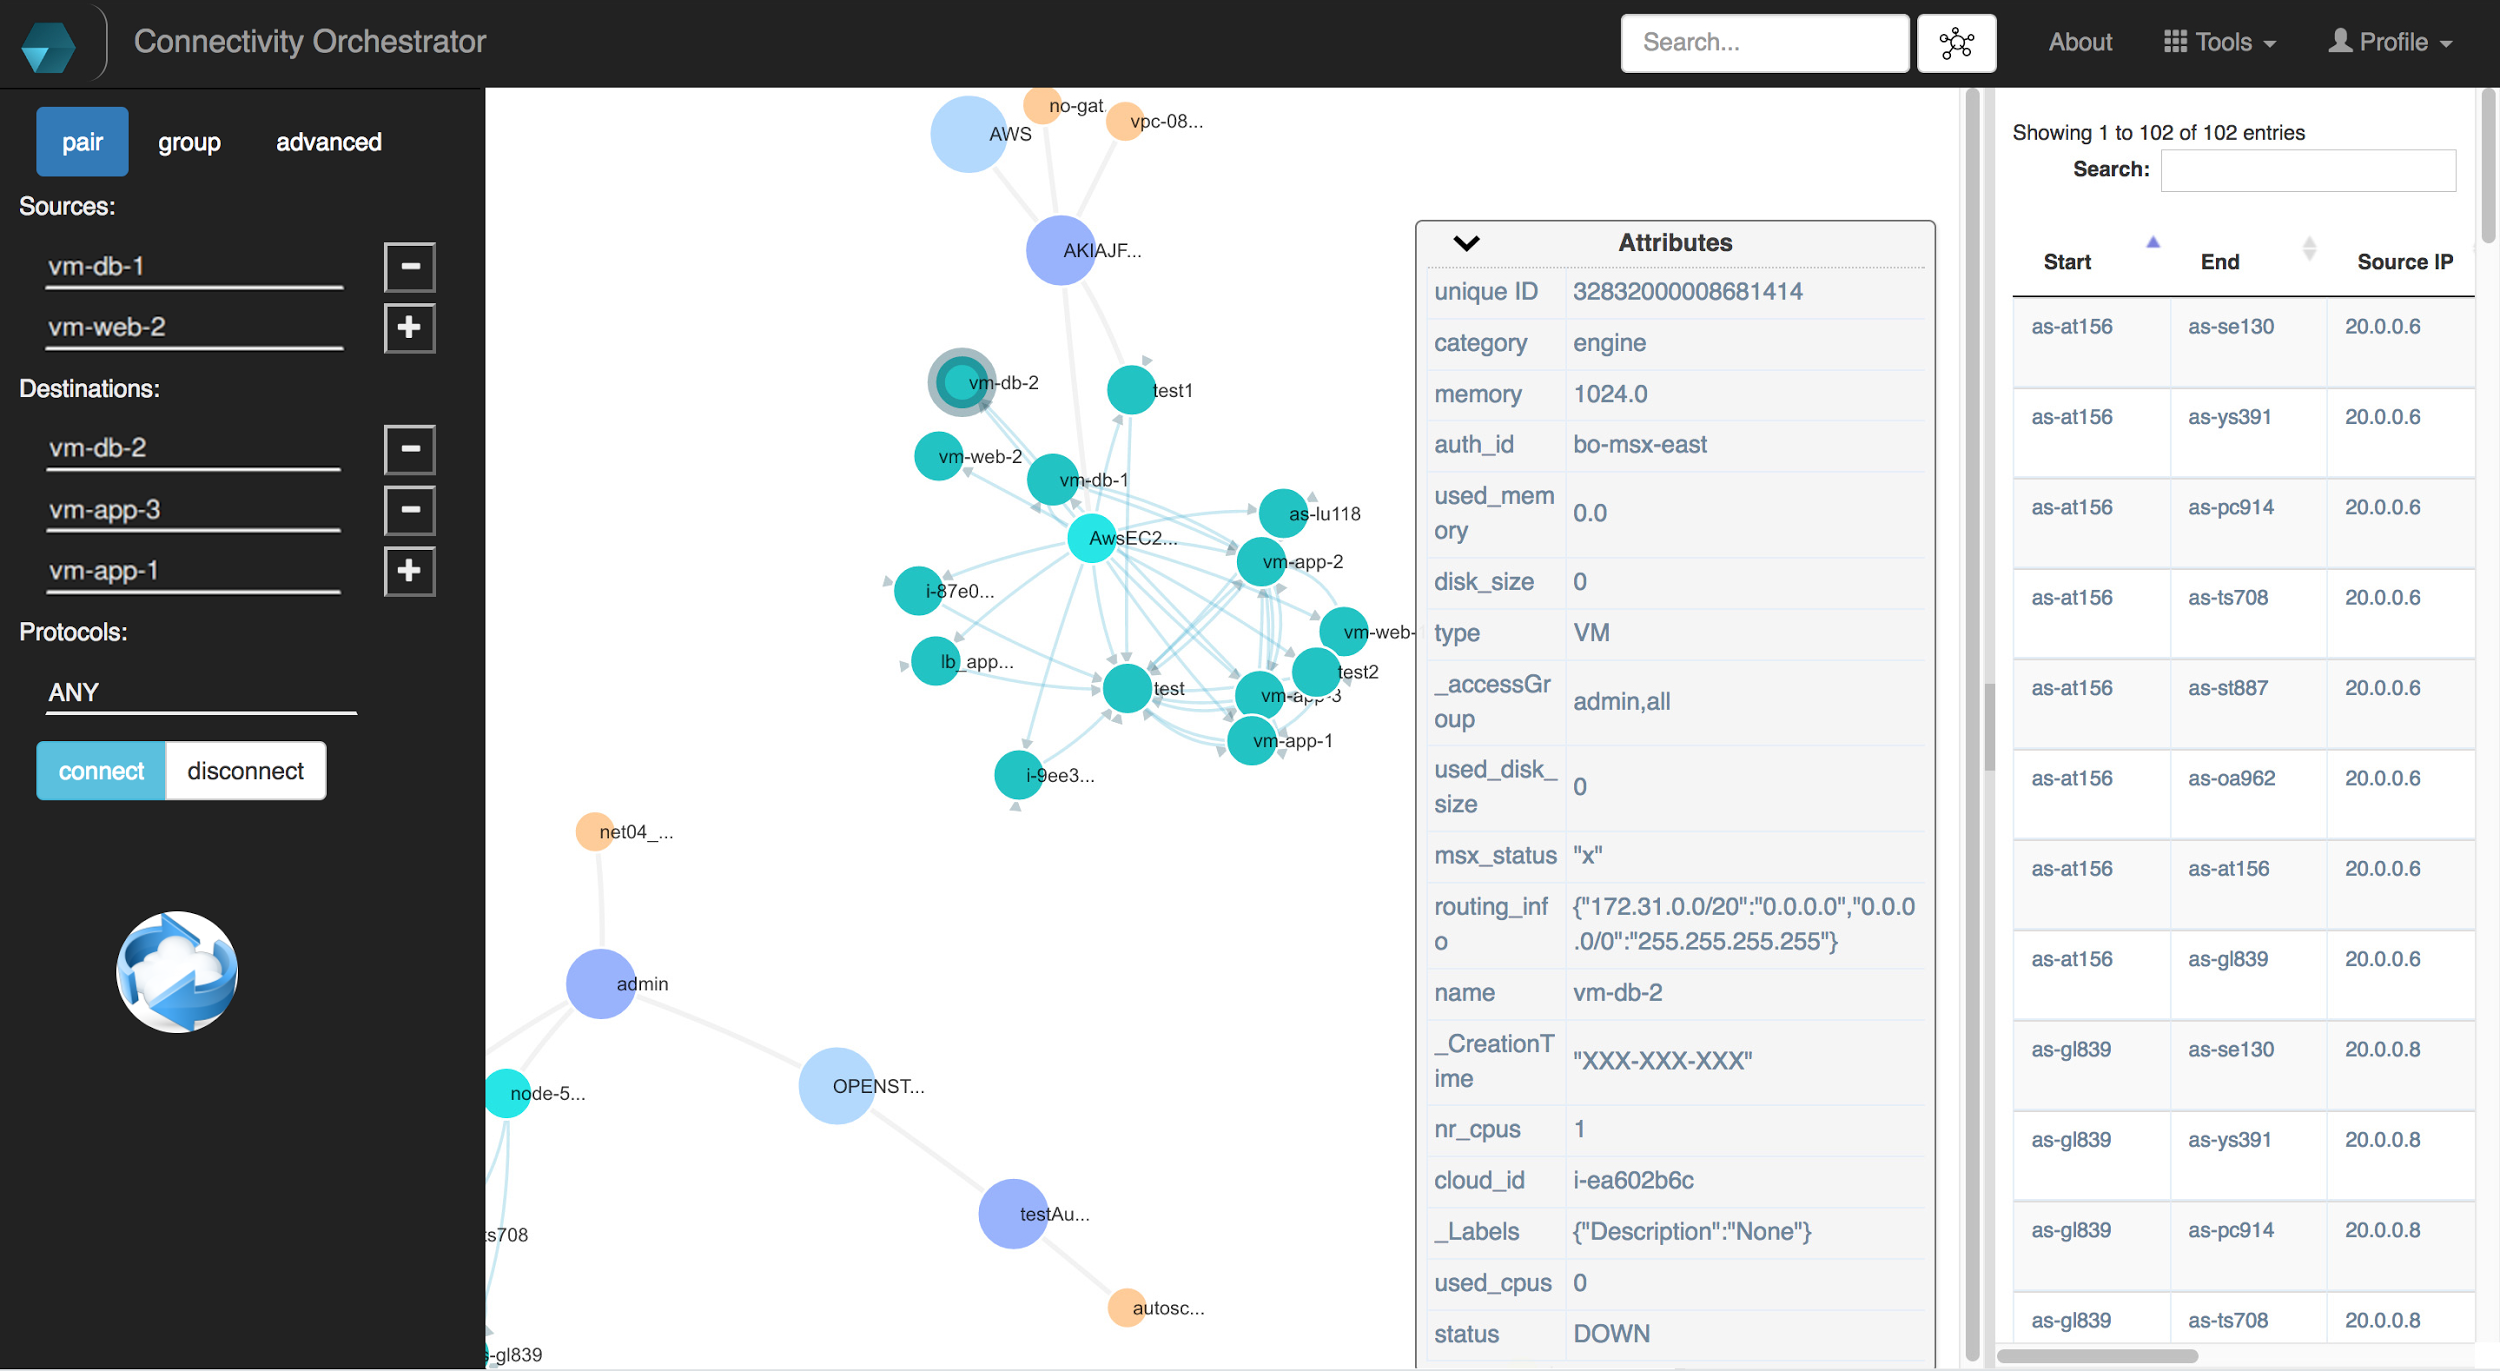 Connectivity Orchestrator
Search...
About
Tools
Profile
pair
group
advanced
Sources:
vm-db-1
vm-web-2
Destinations:
vm-db-2
vm-app-3
vm-app-1
Protocols:
ANY
connect
disconnect
AWS
no-gat
vpc-08...
AKIAJF...
vm-db-2
test1
vm-web-2
vm-db-1
as-lu118
AwsEC2...
vm-app-2
i-87e0...
vm-web-
lb_app...
test2
test
vm-app-3
vm-app-1
i-9ee3...
net04_...
admin
node-5...
OPENST...
testAu...
s708
autosc...
-gl839
Attributes
unique ID 32832000008681414
category engine
memory 1024.0
auth_id bo-msx-east
used_mem
ory 0.0
disk_size 0
type VM
_accessGr
oup admin,all
used_disk_
size 0
msx_status "x"
routing_inf {"172.31.0.0/20":"0.0.0.0","0.0.0
o .0/0":"255.255.255.255"}
name vm-db-2
_CreationT
ime "XXX-XXX-XXX"
nr_cpus 1
cloud_id i-ea602b6c
_Labels {"Description":"None"}
used_cpus 0
status DOWN
Showing 1 to 102 of 102 entries
Search:
Start End Source IP
as-at156 as-se130 20.0.0.6
as-at156 as-ys391 20.0.0.6
as-at156 as-pc914 20.0.0.6
as-at156 as-ts708 20.0.0.6
as-at156 as-st887 20.0.0.6
as-at156 as-oa962 20.0.0.6
as-at156 as-at156 20.0.0.6
as-at156 as-gl839 20.0.0.6
as-gl839 as-se130 20.0.0.8
as-gl839 as-ys391 20.0.0.8
as-gl839 as-pc914 20.0.0.8
as-gl839 as-ts708 20.0.0.8